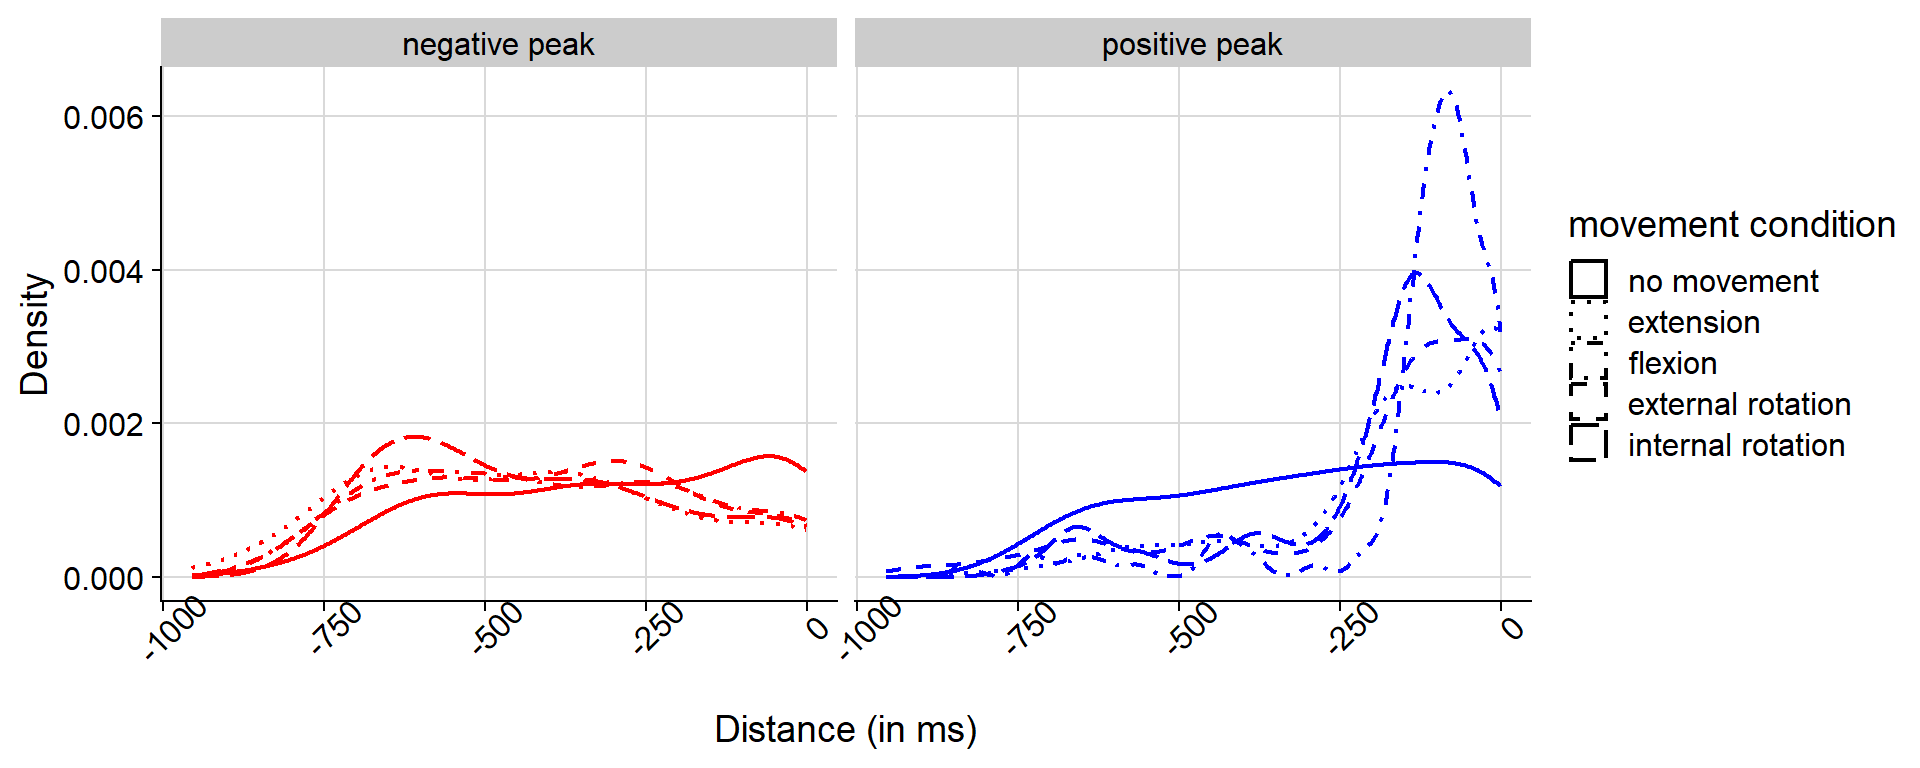 negative peak
positive peak
Density
0.006
0.004
0.002
0.000
-1000
-750
-500
-250
0
-1000
-750
-500
-250
0
Distance (in ms)
movement condition
no movement
extension
flexion
external rotation
internal rotation